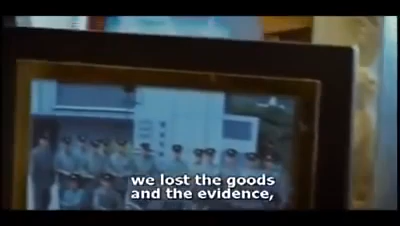 we lost the goods
and the evidence,